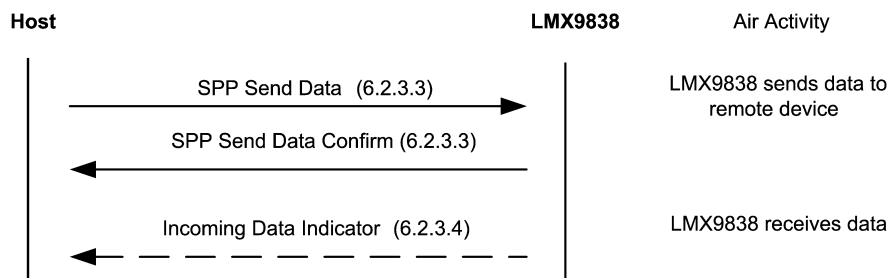 Host LMX9838 Air Activity
SPP Send Data (6.2.3.3)
LMX9838 sends data to
remote device
SPP Send Data Confirm (6.2.3.3)
Incoming Data Indicator (6.2.3.4)
LMX9838 receives data